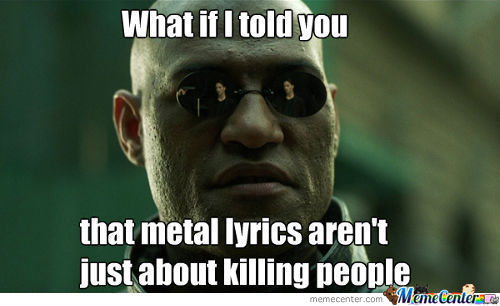 What if I told you
that metal lyrics aren't
just about killing people
memecenter.com MemeCenter